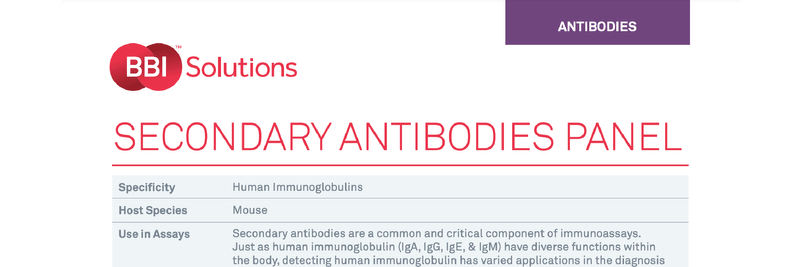 ANTIBODIES
BBI Solutions™
SECONDARY ANTIBODIES PANEL
Specificity Human Immunoglobulins
Host Species Mouse
Use in Assays Secondary antibodies are a common and critical component of immunoassays.
Just as human immunoglobulin (IgA, IgG, IgE, & IgM) have diverse functions within
the body, detecting human immunoglobulin has varied applications in the diagnosis